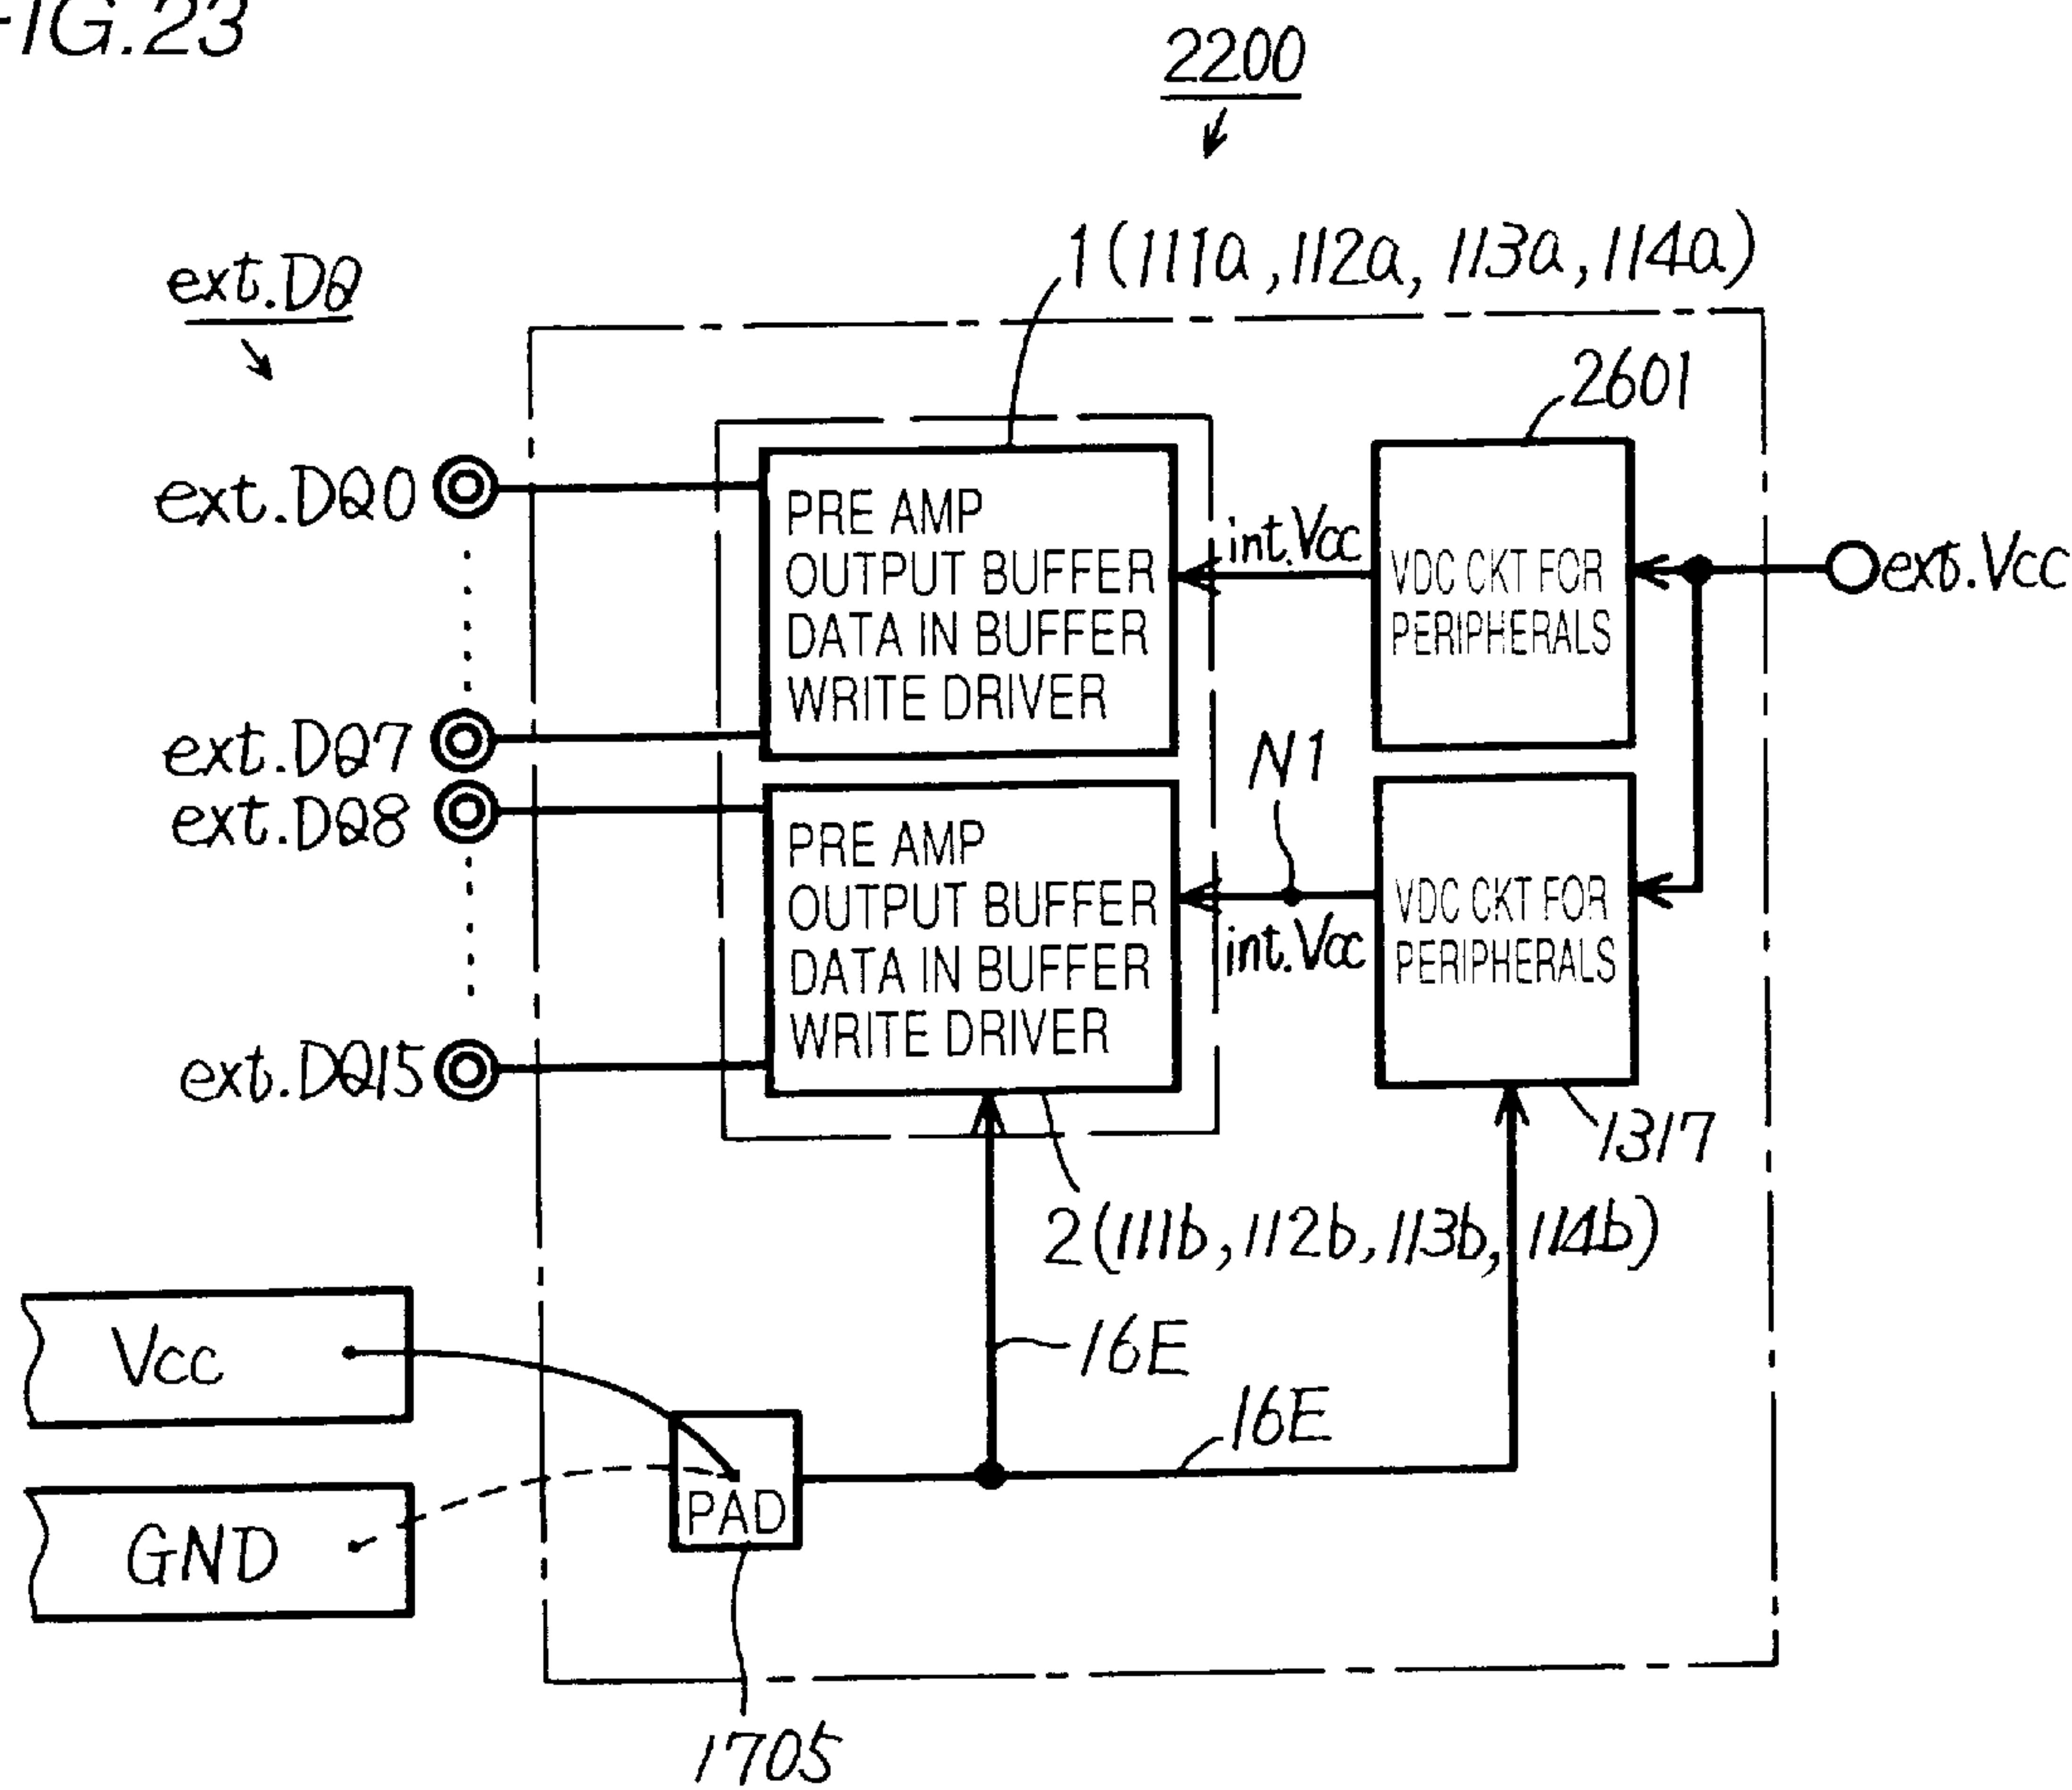 FIG.23
2200
ext.DQ
1(111a,112a,113a,114a)
2601
ext.DQ0
PRE AMP
OUTPUT BUFFER
DATA IN BUFFER
WRITE DRIVER
int.Vcc
VDC CKT FOR
PERIPHERALS
ext.Vcc
ext.DQ7
ext.DQ8
N1
PRE AMP
OUTPUT BUFFER
DATA IN BUFFER
WRITE DRIVER
int.Vcc
VDC CKT FOR
PERIPHERALS
ext.DQ15
1317
2(111b,112b,113b,114b)
Vcc
16E
16E
GND
PAD
1705